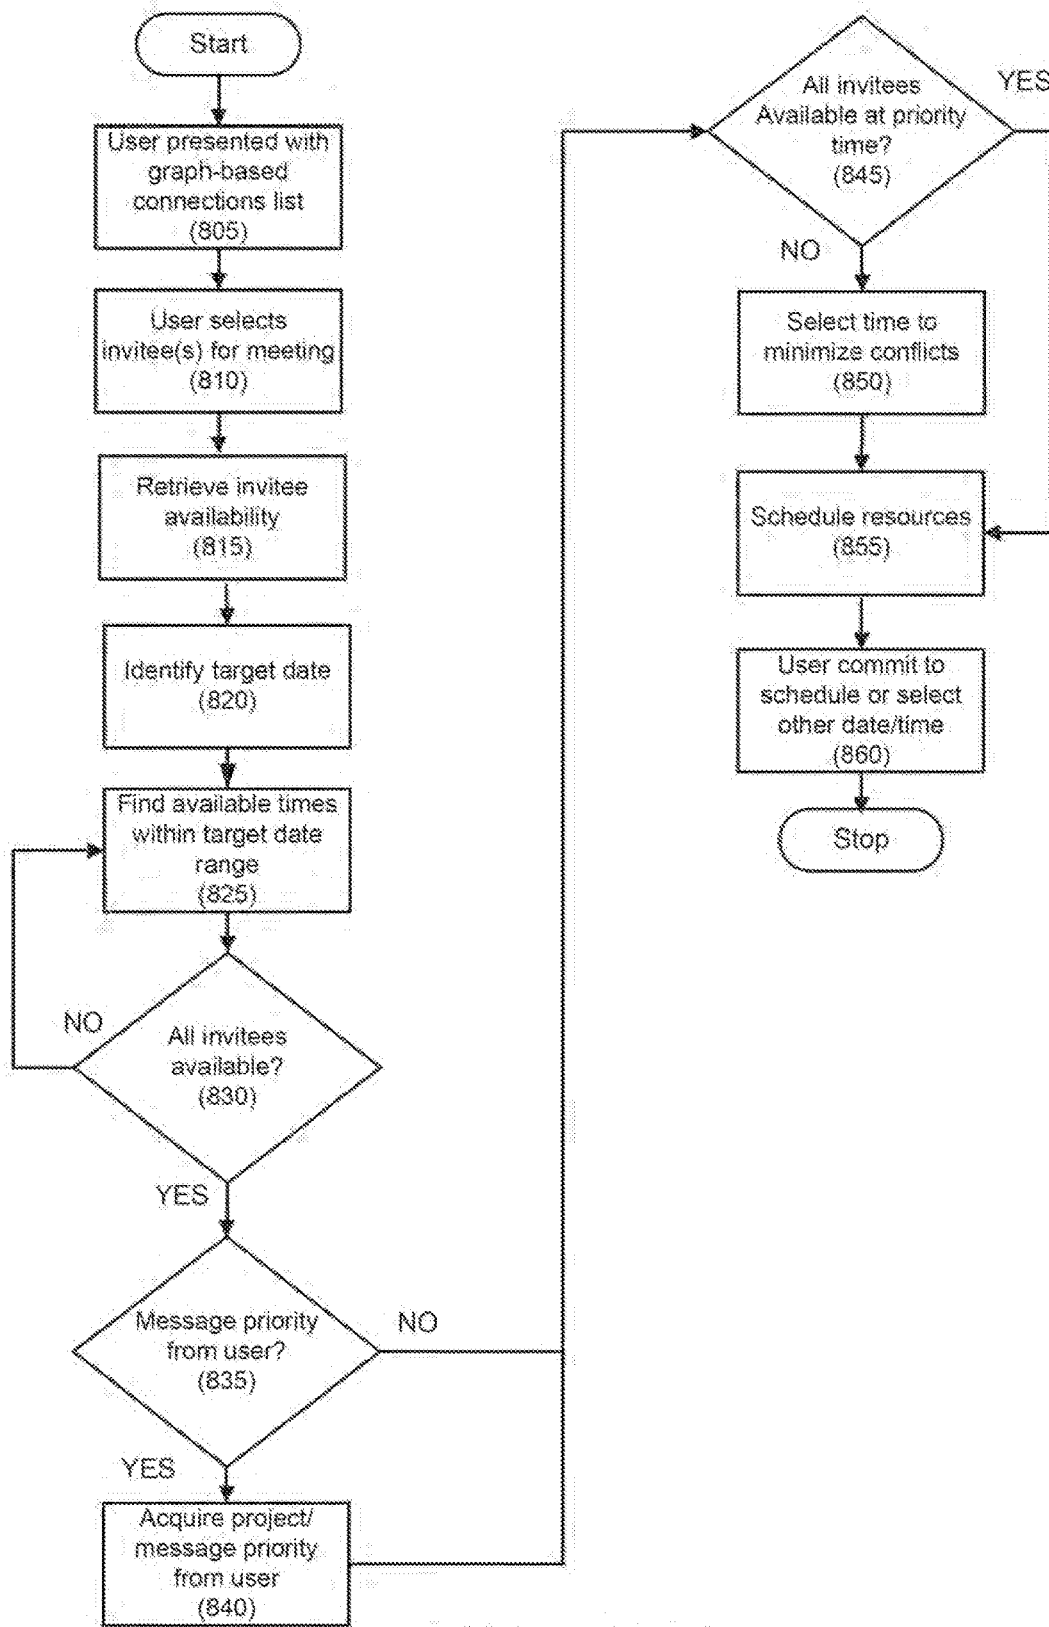 Start
User presented with
graph-based
connections list
(805)
User selects
invitee(s) for meeting
(810)
Retrieve invitee
availability
(815)
Identify target date
(820)
Find available times
within target date
range
(825)
NO
All invitees
available?
(830)
YES
Message priority
from user?
(835)
NO
YES
Acquire project/
message priority
from user
(840)
All invitees
Available at priority
time?
(845)
YES
NO
Select time to
minimize conflicts
(850)
Schedule resources
(855)
User commit to
schedule or select
other date/time
(860)
Stop